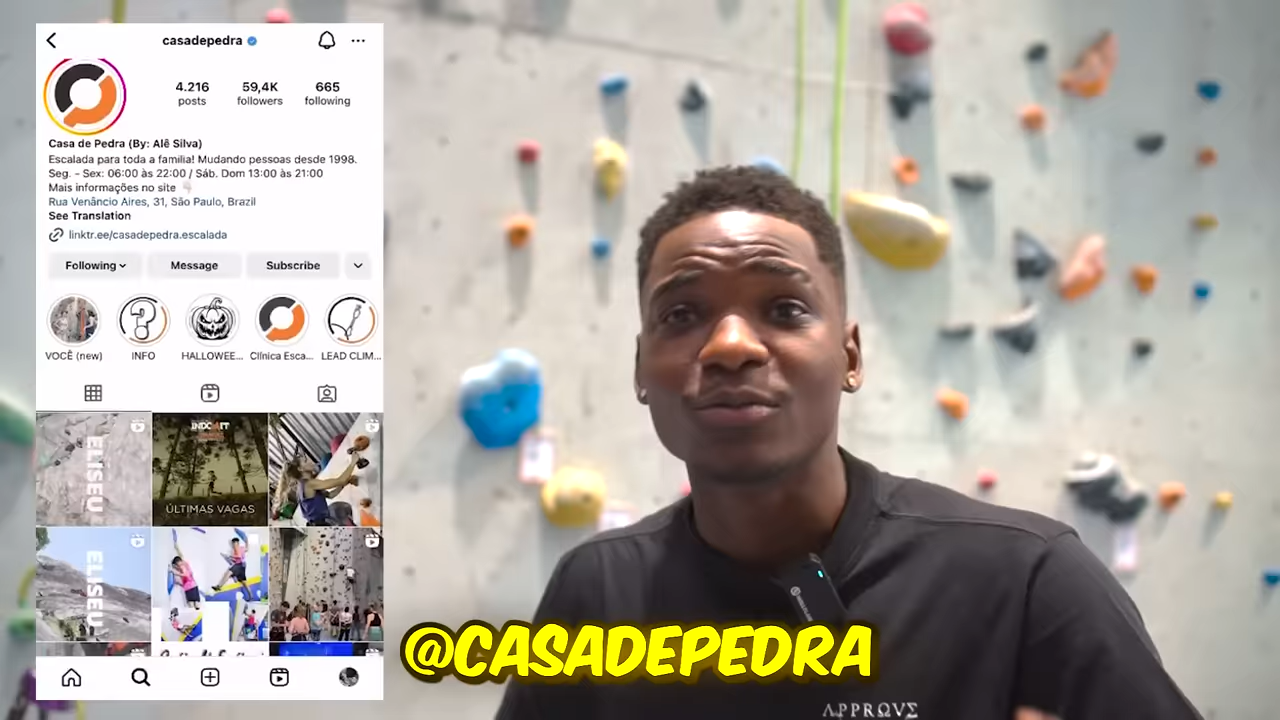 casadepedra
4.216
posts
59,4K
followers
665
following
Casa de Pedra (By: Alê Silva)
Escalada para toda a familia! Mudando pessoas desde 1998.
Seg. - Sex: 06:00 às 22:00 / Sáb. Dom 13:00 às 21:00
Mais informações no site
Rua Venâncio Aires, 31, São Paulo, Brazil
See Translation
linktr.ee/casadepedra.escalada
Following
Message
Subscribe
VOCÊ (new)
INFO
HALLOWEE...
Clínica Esca...
LEAD CLIM...
ELISEU
ÚLTIMAS VAGAS
ELISEU
@CASADEPEDRA
APPROVE